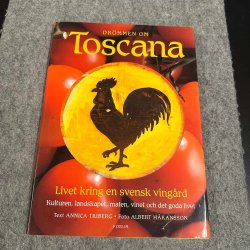 DRÖMMEN OM
Toscana
Livet kring en svensk vingård
Kulturen, landskapet, maten, vinet och det goda livet
Text ANNICA TRIBERG • Foto ALBERT HÅKANSSON